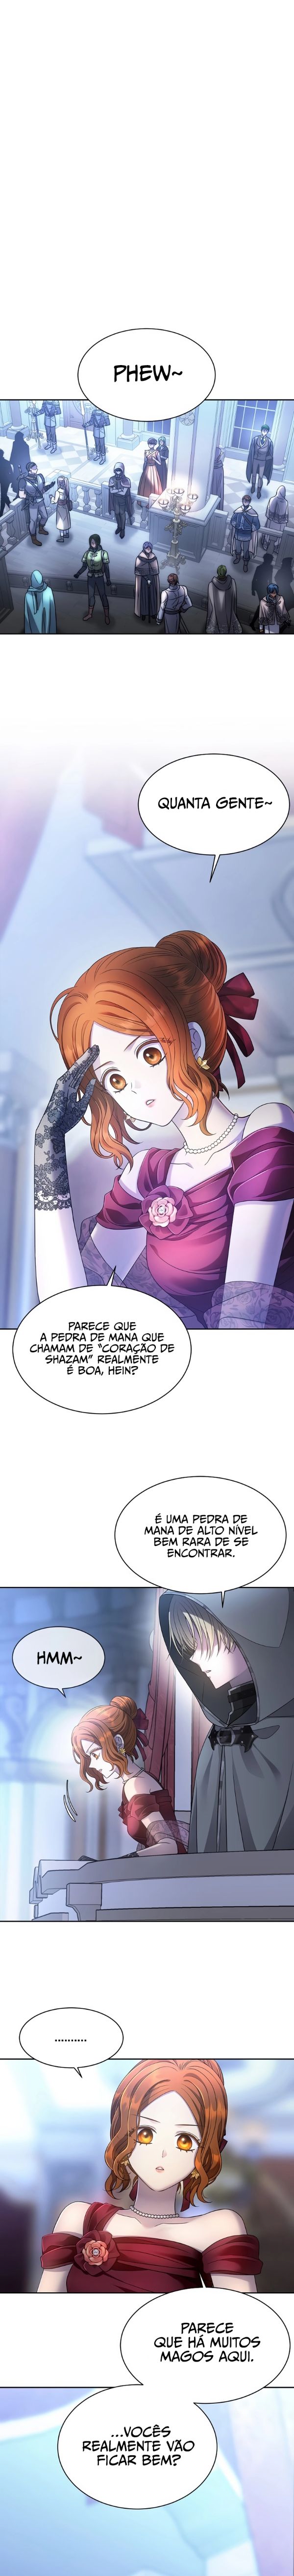 PHEW~
QUANTA GENTE~
PARECE QUE
A PEDRA DE MANA QUE
CHAMAM DE "CORAÇÃO DE
SHAZAM" REALMENTE
É BOA, HEIN?
É UMA PEDRA DE
MANA DE ALTO NÍVEL
BEM RARA DE SE
ENCONTRAR.
HMM~
...........
PARECE
QUE HÁ MUITOS
MAGOS AQUI.
...VOCÊS
REALMENTE VÃO
FICAR BEM?